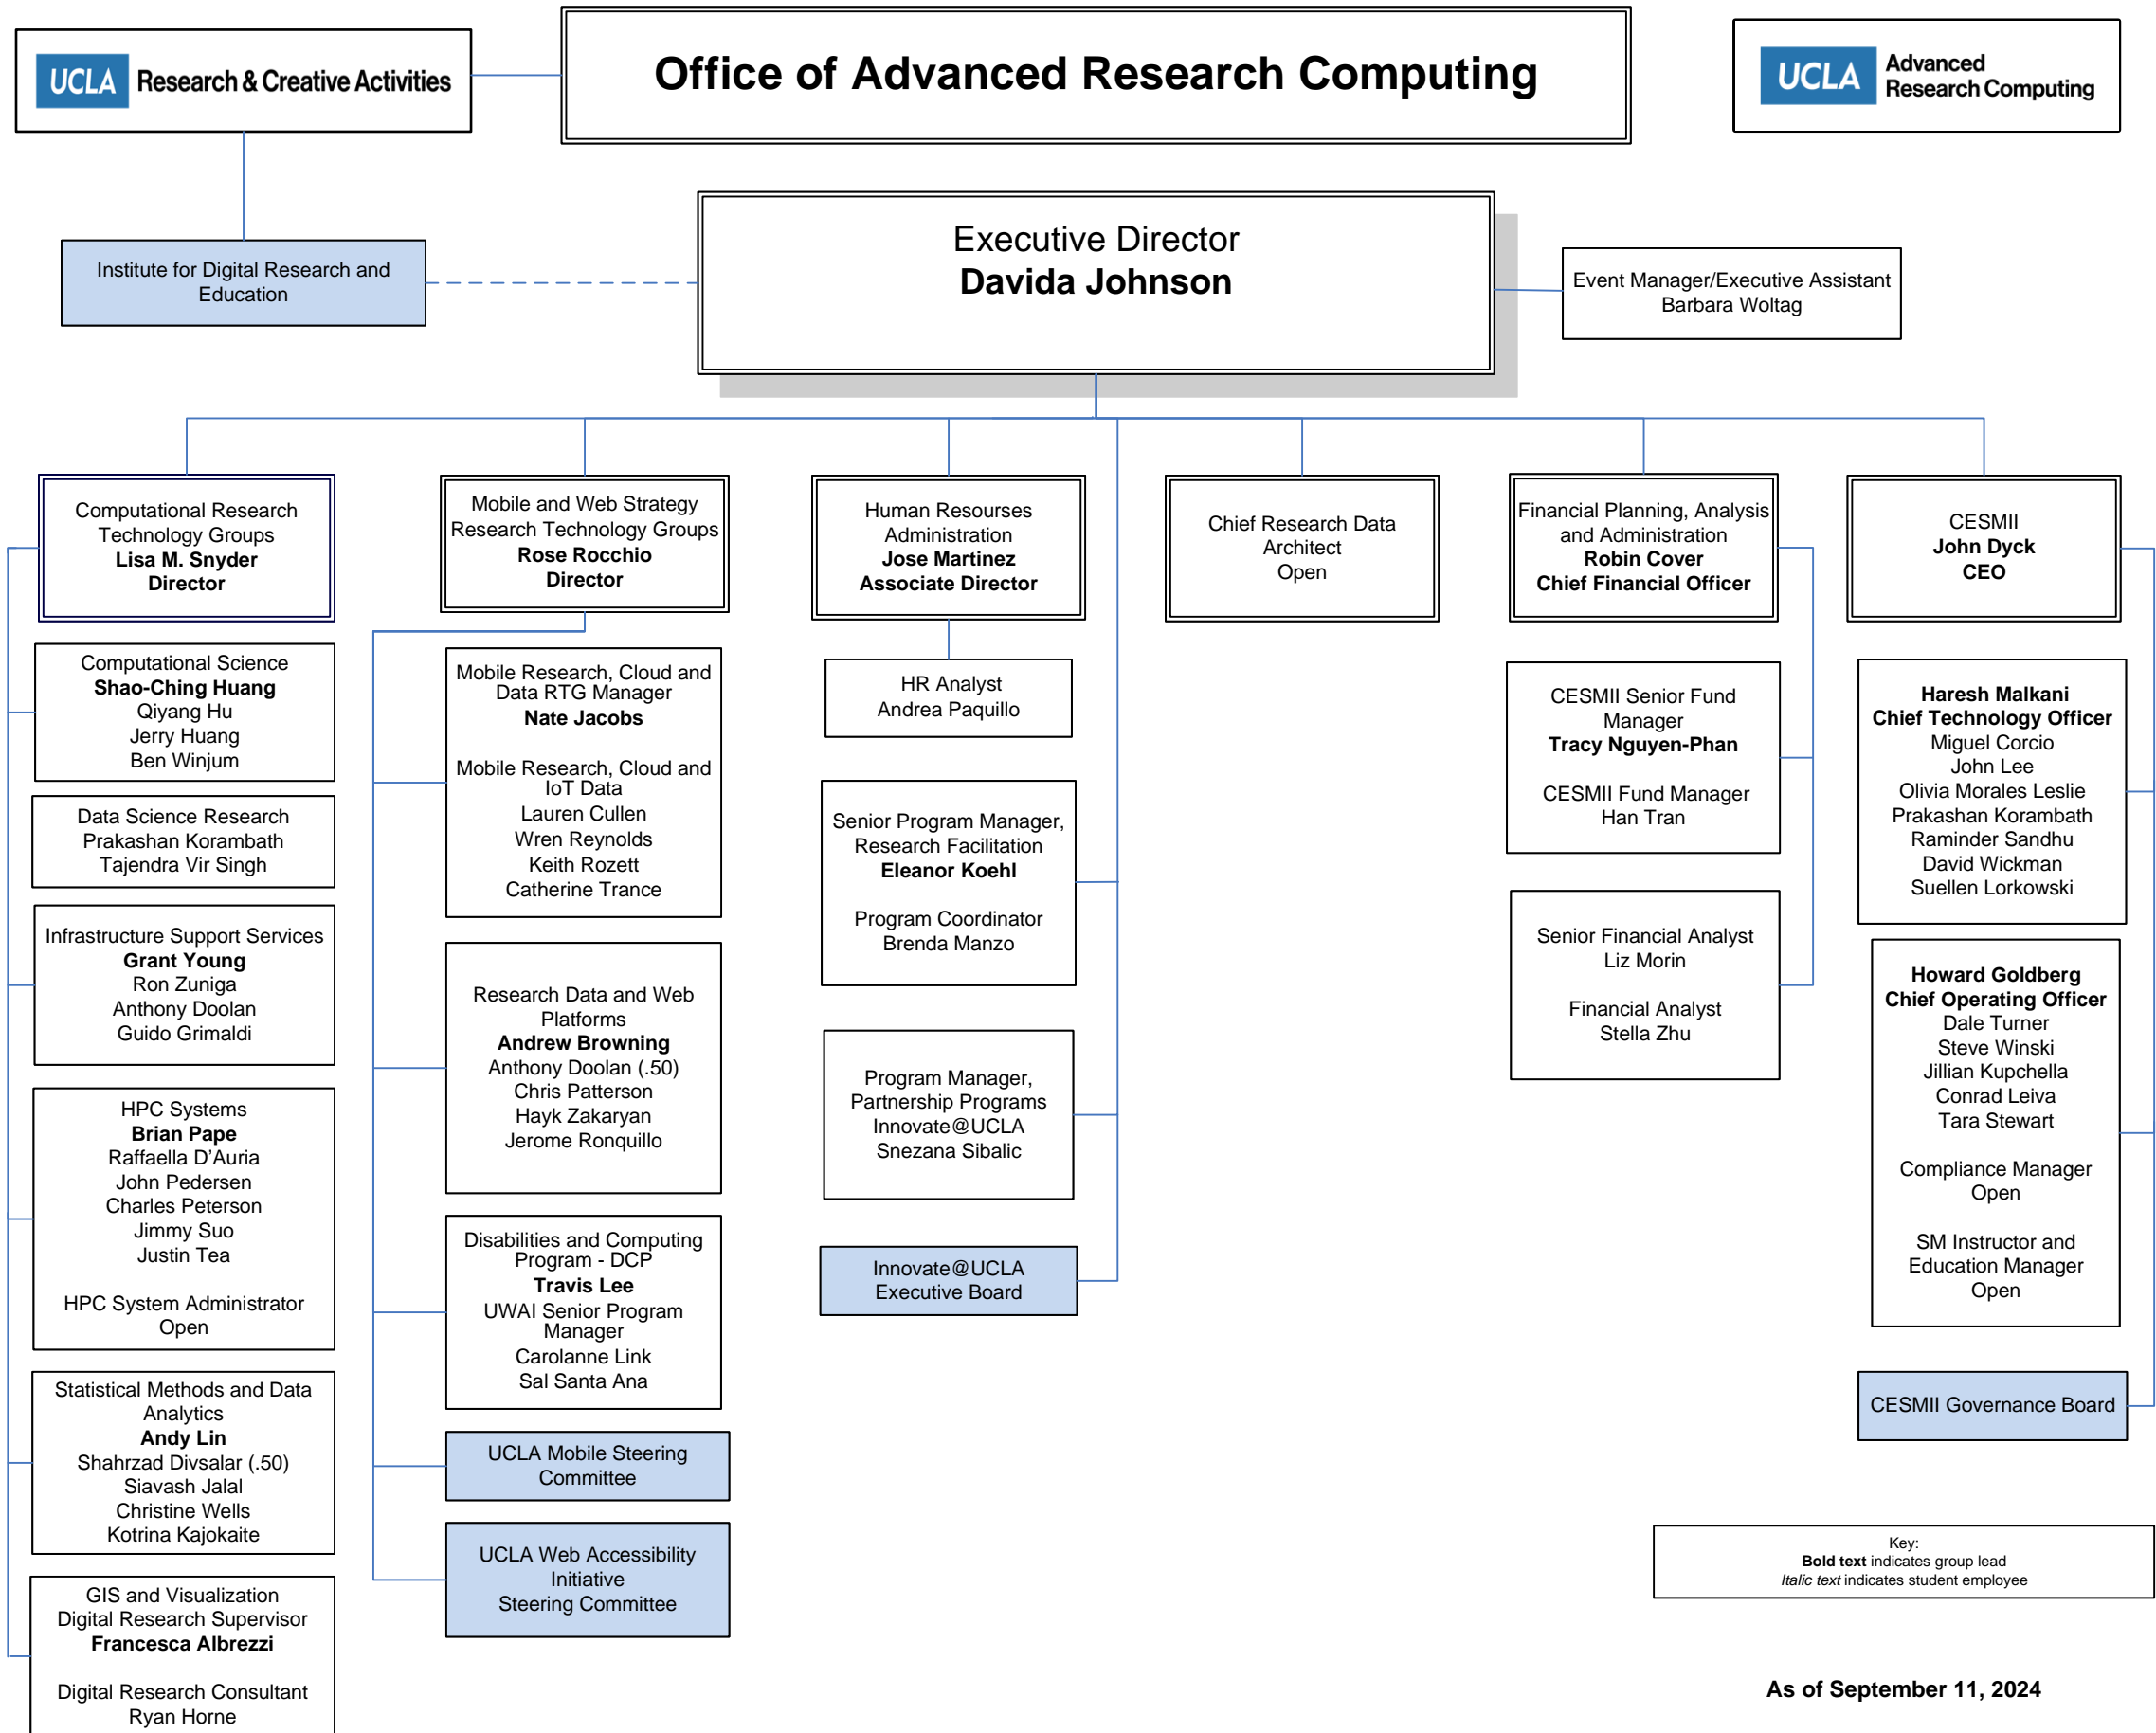 UCLA Research & Creative Activities
Office of Advanced Research Computing
UCLA Advanced
Research Computing
Executive Director
Davida Johnson
Institute for Digital Research and
Education
Event Manager/Executive Assistant
Barbara Woltag
Computational Research
Technology Groups
Lisa M. Snyder
Director
Mobile and Web Strategy
Research Technology Groups
Rose Rocchio
Director
Human Resourses
Administration
Jose Martinez
Associate Director
Chief Research Data
Architect
Open
Financial Planning, Analysis
and Administration
Robin Cover
Chief Financial Officer
CESMII
John Dyck
CEO
Computational Science
Shao-Ching Huang
Qiyang Hu
Jerry Huang
Ben Winjum
Data Science Research
Prakashan Korambath
Tajendra Vir Singh
Infrastructure Support Services
Grant Young
Ron Zuniga
Anthony Doolan
Guido Grimaldi
HPC Systems
Brian Pape
Raffaella D'Auria
John Pedersen
Charles Peterson
Jimmy Suo
Justin Tea
HPC System Administrator
Open
Statistical Methods and Data
Analytics
Andy Lin
Shahrzad Divsalar (.50)
Siavash Jalal
Christine Wells
Kotrina Kajokaite
GIS and Visualization
Digital Research Supervisor
Francesca Albrezzi
Digital Research Consultant
Ryan Horne
Mobile Research, Cloud and
Data RTG Manager
Nate Jacobs
Mobile Research, Cloud and
IoT Data
Lauren Cullen
Wren Reynolds
Keith Rozett
Catherine Trance
Research Data and Web
Platforms
Andrew Browning
Anthony Doolan (.50)
Chris Patterson
Hayk Zakaryan
Jerome Ronquillo
Disabilities and Computing
Program - DCP
Travis Lee
UWAI Senior Program
Manager
Carolanne Link
Sal Santa Ana
UCLA Mobile Steering
Committee
UCLA Web Accessibility
Initiative
Steering Committee
HR Analyst
Andrea Paquillo
Senior Program Manager,
Research Facilitation
Eleanor Koehl
Program Coordinator
Brenda Manzo
Program Manager,
Partnership Programs
Innovate@UCLA
Snezana Sibalic
Innovate@UCLA
Executive Board
CESMII Senior Fund
Manager
Tracy Nguyen-Phan
CESMII Fund Manager
Han Tran
Senior Financial Analyst
Liz Morin
Financial Analyst
Stella Zhu
Haresh Malkani
Chief Technology Officer
Miguel Corcio
John Lee
Olivia Morales Leslie
Prakashan Korambath
Raminder Sandhu
David Wickman
Suellen Lorkowski
Howard Goldberg
Chief Operating Officer
Dale Turner
Steve Winski
Jillian Kupchella
Conrad Leiva
Tara Stewart
Compliance Manager
Open
SM Instructor and
Education Manager
Open
CESMII Governance Board
Key:
Bold text indicates group lead
Italic text indicates student employee
As of September 11, 2024